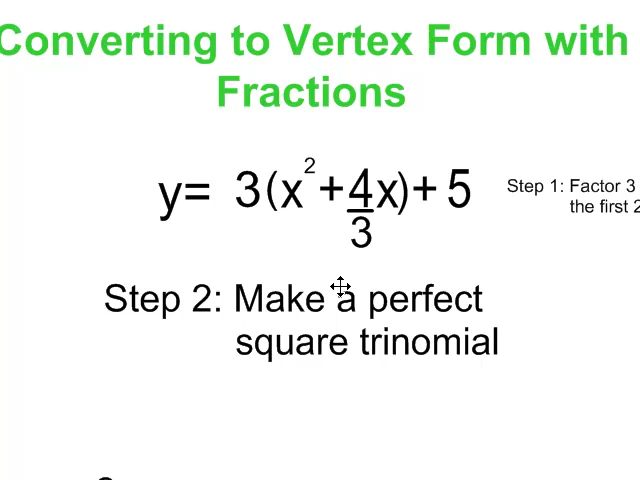 Converting to Vertex Form with
Fractions
y= 3(x²+4/3x)+5
Step 1: Factor 3
the first 2
Step 2: Make a perfect
square trinomial